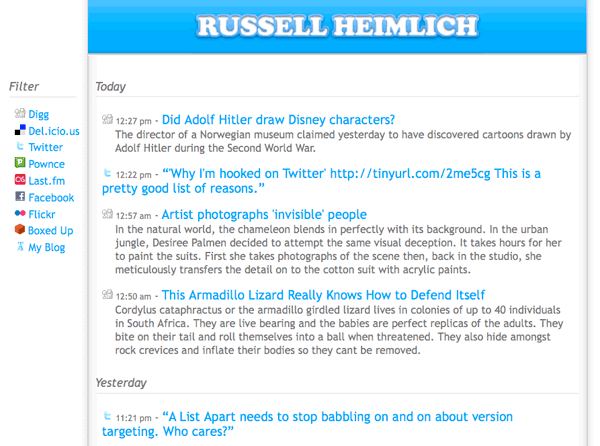 RUSSELL HEIMLICH
Filter
Digg
Del.icio.us
Twitter
Pownce
Last.fm
Facebook
Flickr
Boxed Up
My Blog
Today
12:27 pm - Did Adolf Hitler draw Disney characters?
The director of a Norwegian museum claimed yesterday to have discovered cartoons drawn by
Adolf Hitler during the Second World War.
12:22 pm - “'Why I'm hooked on Twitter' http://tinyurl.com/2me5cg This is a
pretty good list of reasons.”
12:57 am - Artist photographs 'invisible' people
In the natural world, the chameleon blends in perfectly with its background. In the urban
jungle, Desiree Palmen decided to attempt the same visual deception. It takes hours for her
to paint the suits. First she takes photographs of the scene then, back in the studio, she
meticulously transfers the detail on to the cotton suit with acrylic paints.
12:50 am - This Armadillo Lizard Really Knows How to Defend Itself
Cordylus cataphractus or the armadillo girdled lizard lives in colonies of up to 40 individuals
in South Africa. They are live bearing and the babies are perfect replicas of the adults. They
bite on their tail and roll themselves into a ball when threatened. They also hide amongst
rock crevices and inflate their bodies so they cant be removed.
Yesterday
11:21 pm - “A List Apart needs to stop babbling on and on about version
targeting. Who cares?”